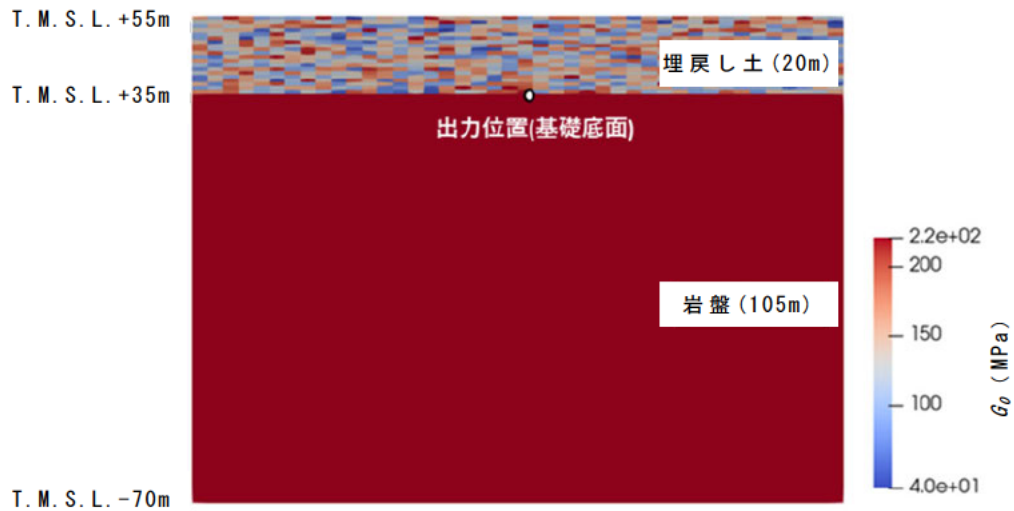 T.M.S.L.+55m
埋戻し土(20m)
T.M.S.L.+35m
出力位置(基礎底面)
2.2e+02
200
岩盤(105m)
150
100
G0(MPa)
4.0e+01
T.M.S.L.-70m